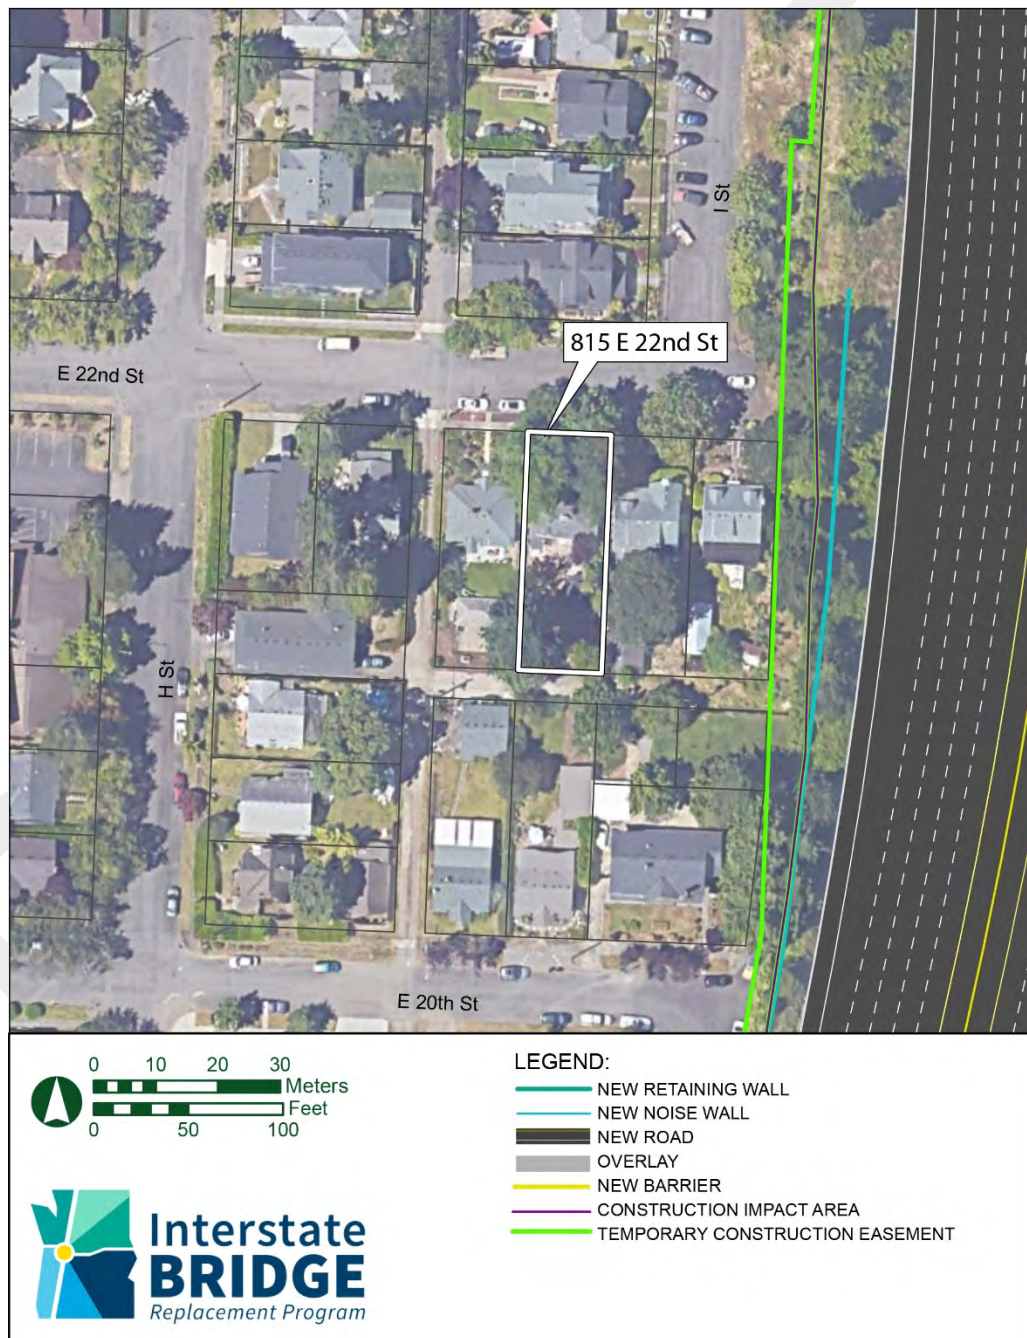 I St
815 E 22nd St
E 22nd St
H St
E 20th St
0 10 20 30
Meters
Feet
0 50 100
LEGEND:
NEW RETAINING WALL
NEW NOISE WALL
NEW ROAD
OVERLAY
NEW BARRIER
CONSTRUCTION IMPACT AREA
TEMPORARY CONSTRUCTION EASEMENT
Interstate
BRIDGE
Replacement Program